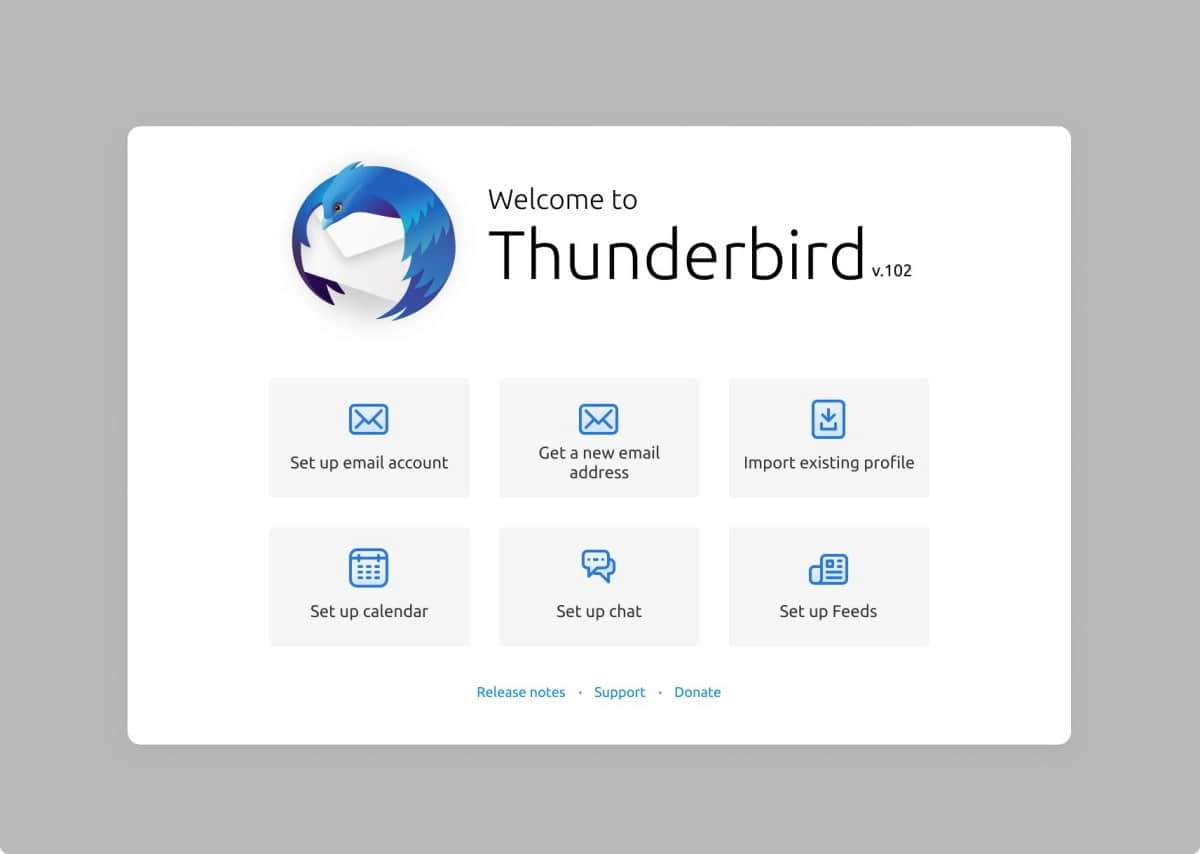 Welcome to
Thunderbird v.102
Set up email account
Get a new email
address
Import existing profile
Set up calendar
Set up chat
Set up Feeds
Release notes · Support · Donate